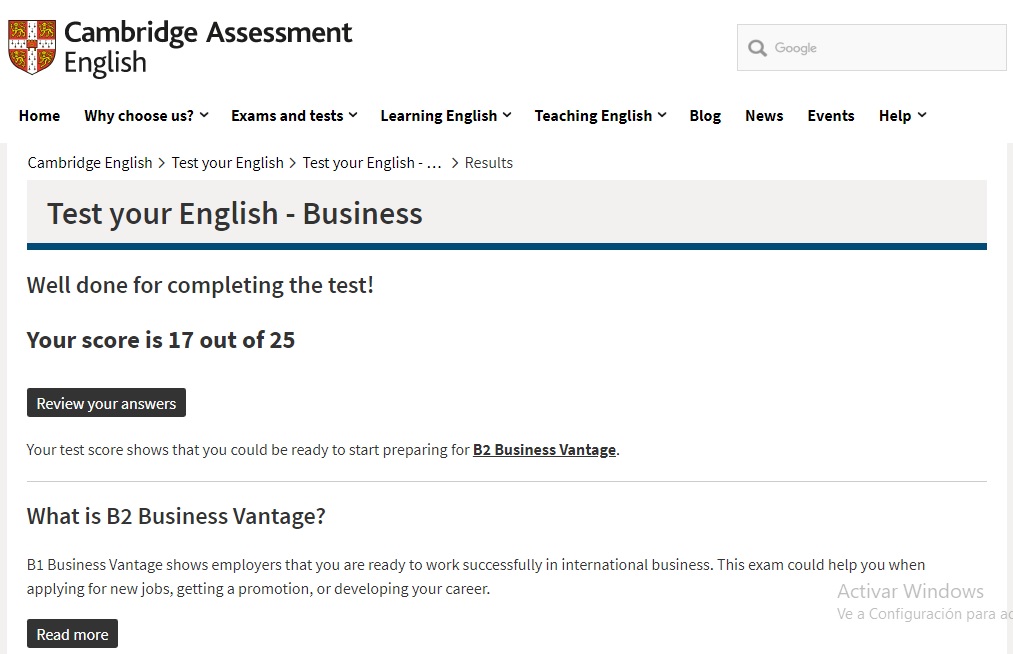 Cambridge Assessment
English
Google
Home Why choose us? Exams and tests Learning English Teaching English Blog News Events Help
Cambridge English > Test your English > Test your English - ... > Results
Test your English - Business
Well done for completing the test!
Your score is 17 out of 25
Review your answers
Your test score shows that you could be ready to start preparing for B2 Business Vantage.
What is B2 Business Vantage?
B1 Business Vantage shows employers that you are ready to work successfully in international business. This exam could help you when
applying for new jobs, getting a promotion, or developing your career.
Activar Windows
Ve a Configuración para ac
Read more